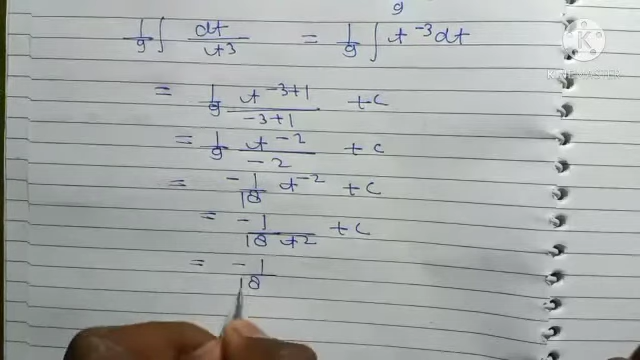 9
1/9 ∫ dt/t³ = 1/9 ∫ t⁻³ dt
= 1/9 t⁻³⁺¹/-3+1 + c
= 1/9 t⁻²/-2 + c
= -1/18 t⁻² + c
= -1/18 t² + c
= -1/18
K